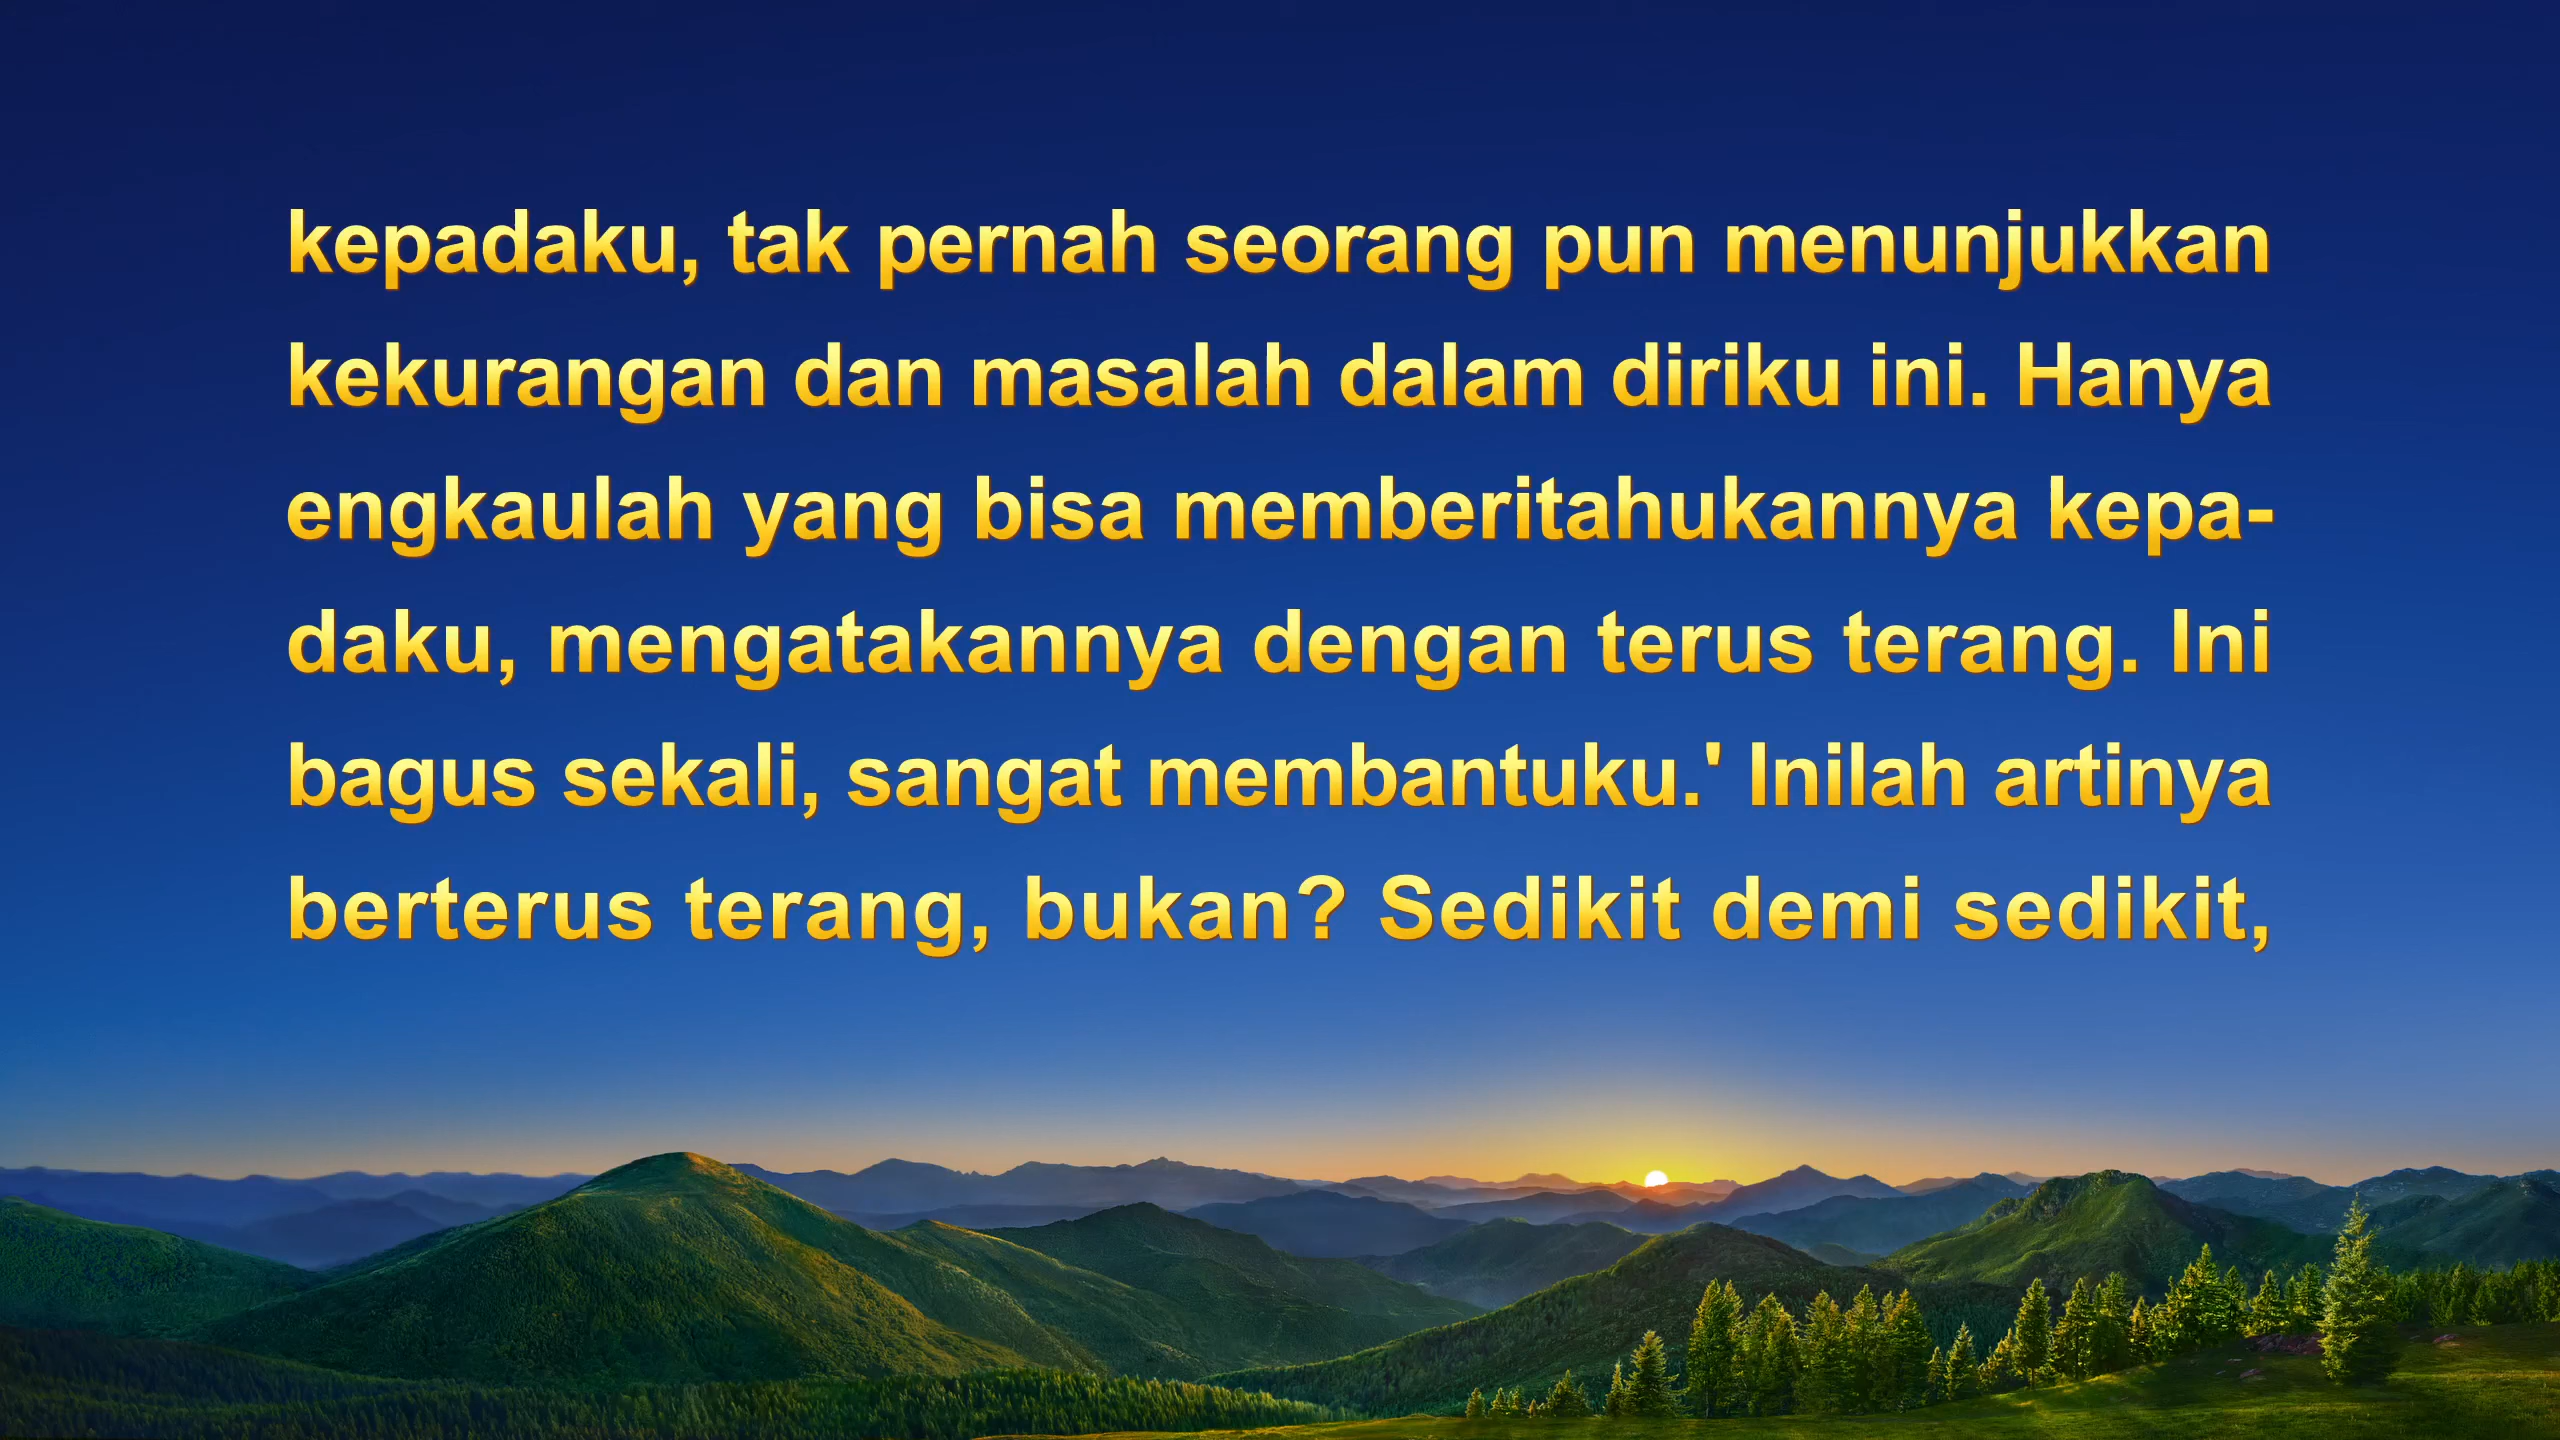 kepadaku, tak pernah seorang pun menunjukkan
kekurangan dan masalah dalam diriku ini. Hanya
engkaulah yang bisa memberitahukannya kepa-
daku, mengatakannya dengan terus terang. Ini
bagus sekali, sangat membantuku.' Inilah artinya
berterus terang, bukan? Sedikit demi sedikit,